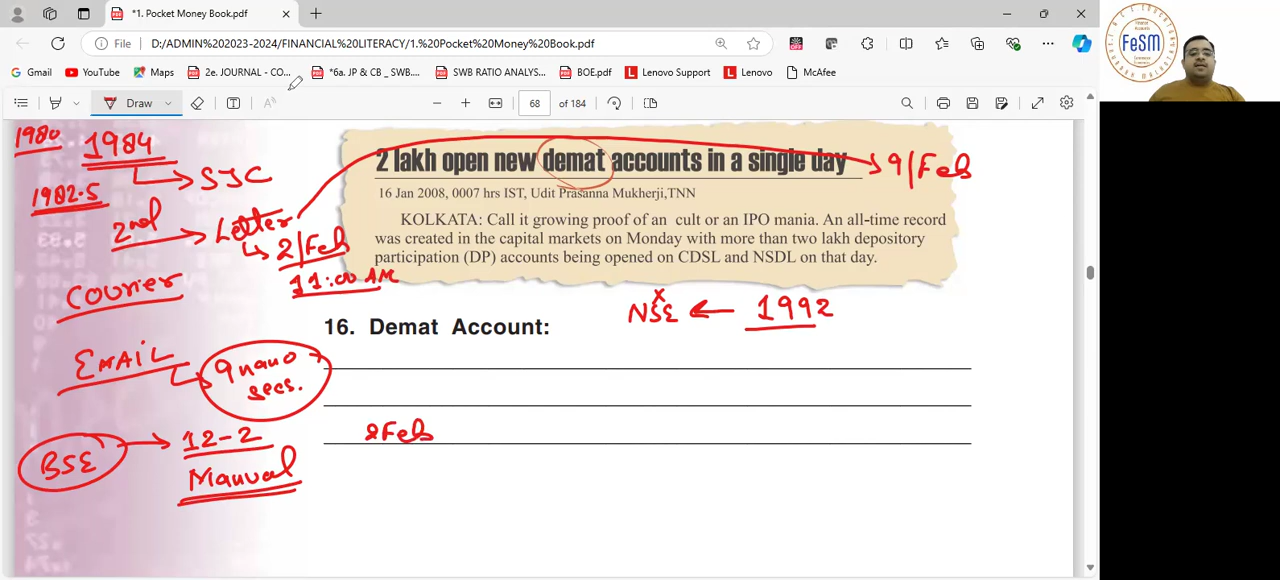 *1. Pocket Money Book.pdf
File D:/ADMIN%202023-2024/FINANCIAL%20LITERACY/1.%20Pocket%20Money%20Book.pdf
Gmail YouTube Maps 2e. JOURNAL - CO... *6a. JP & CB _ SWB.... SWB RATIO ANALYS... BOE.pdf Lenovo Support Lenovo McAfee
Draw 68 of 184
1980
1984
SJC
1982.5
2nd
Letter
2/Feb
11:00 AM
Courier
EMAIL
9 nano
secs.
BSE
12-2
Manual
2 lakh open new demat accounts in a single day
9/Feb
16 Jan 2008, 0007 hrs IST, Udit Prasanna Mukherji,TNN
KOLKATA: Call it growing proof of an cult or an IPO mania. An all-time record
was created in the capital markets on Monday with more than two lakh depository
participation (DP) accounts being opened on CDSL and NSDL on that day.
NSE
1992
16. Demat Account:
2 Feb
FeSM